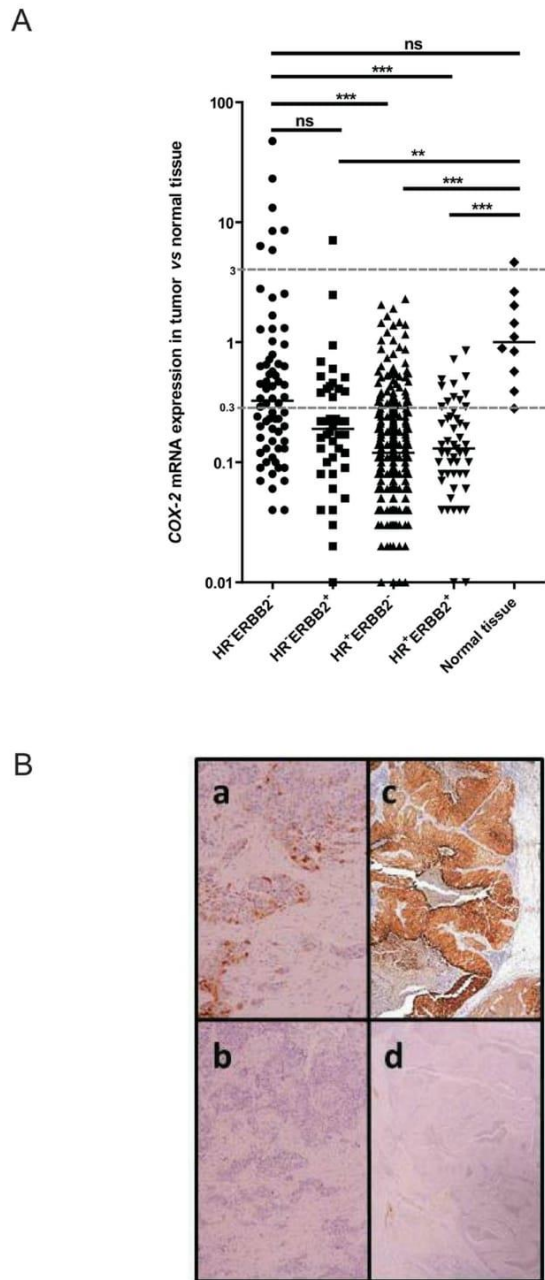 A
ns
***
***
ns
**
***
***
COX-2 mRNA expression in tumor vs normal tissue
100
10
3
1
0.3
0.1
0.01
HR⁻ERBB2⁻
HR⁻ERBB2⁺
HR⁺ERBB2⁻
HR⁺ERBB2⁺
Normal tissue
B
a
c
b
d